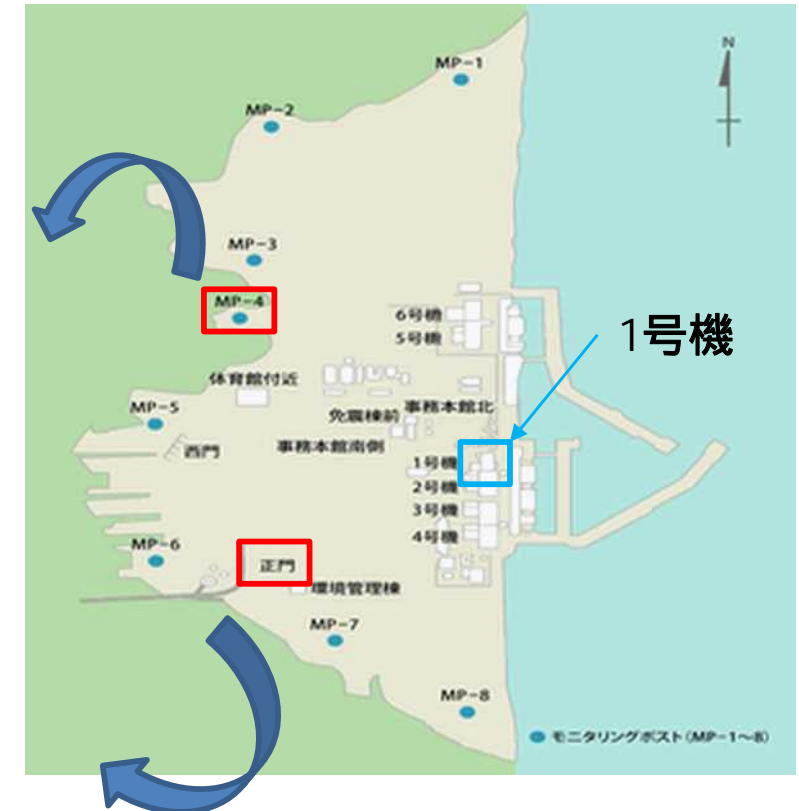 N
MP-1
MP-2
MP-3
MP-4
6号機
5号機
1号機
体育館付近
MP-5
免震棟前
事務本館北
西門
事務本館南側
1号機
2号機
3号機
4号機
MP-6
正門
環境管理棟
MP-7
MP-8
モニタリングポスト(MP-1〜8)